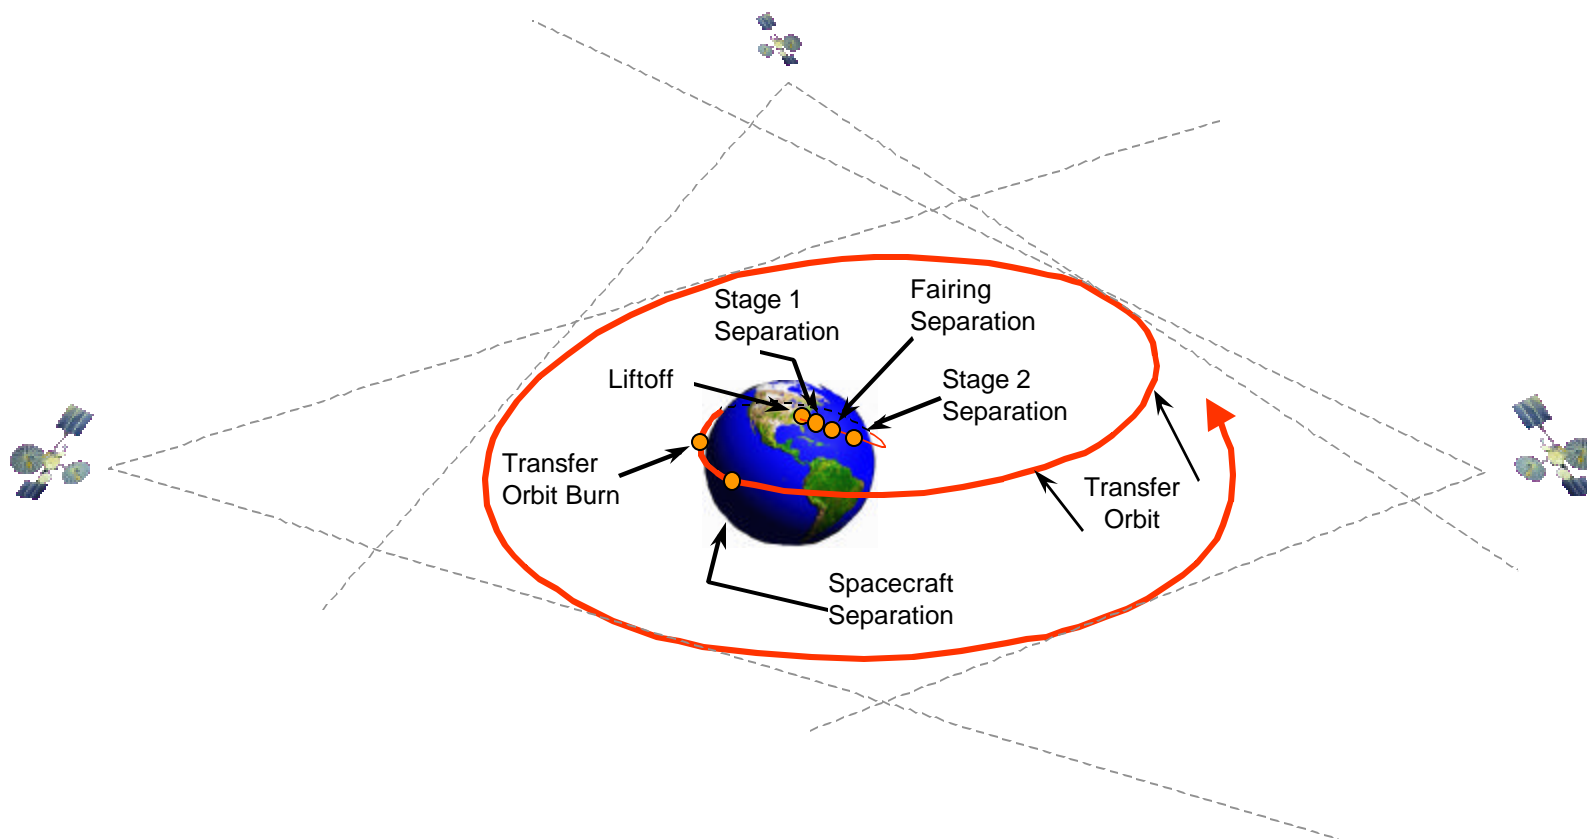 Stage 1
Separation
Fairing
Separation
Liftoff
Stage 2
Separation
Transfer
Orbit Burn
Transfer
Orbit
Spacecraft
Separation